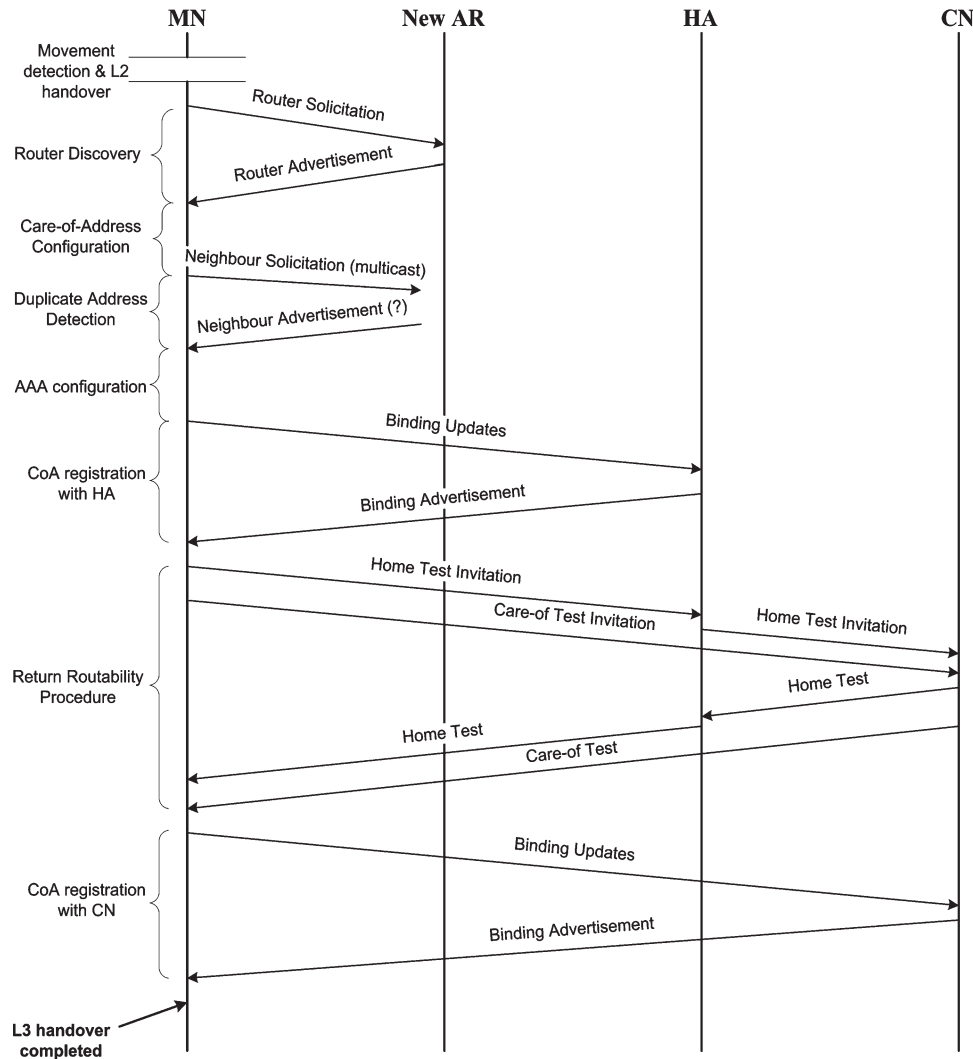 MN New AR HA CN
Movement
detection & L2
handover
Router Solicitation
Router Discovery
Router Advertisement
Care-of-Address
Configuration
Neighbour Solicitation (multicast)
Duplicate Address
Detection
Neighbour Advertisement (?)
AAA configuration
Binding Updates
CoA registration
with HA
Binding Advertisement
Home Test Invitation
Care-of Test Invitation
Home Test Invitation
Return Routability
Procedure
Home Test
Home Test
Care-of Test
Binding Updates
CoA registration
with CN
Binding Advertisement
L3 handover
completed